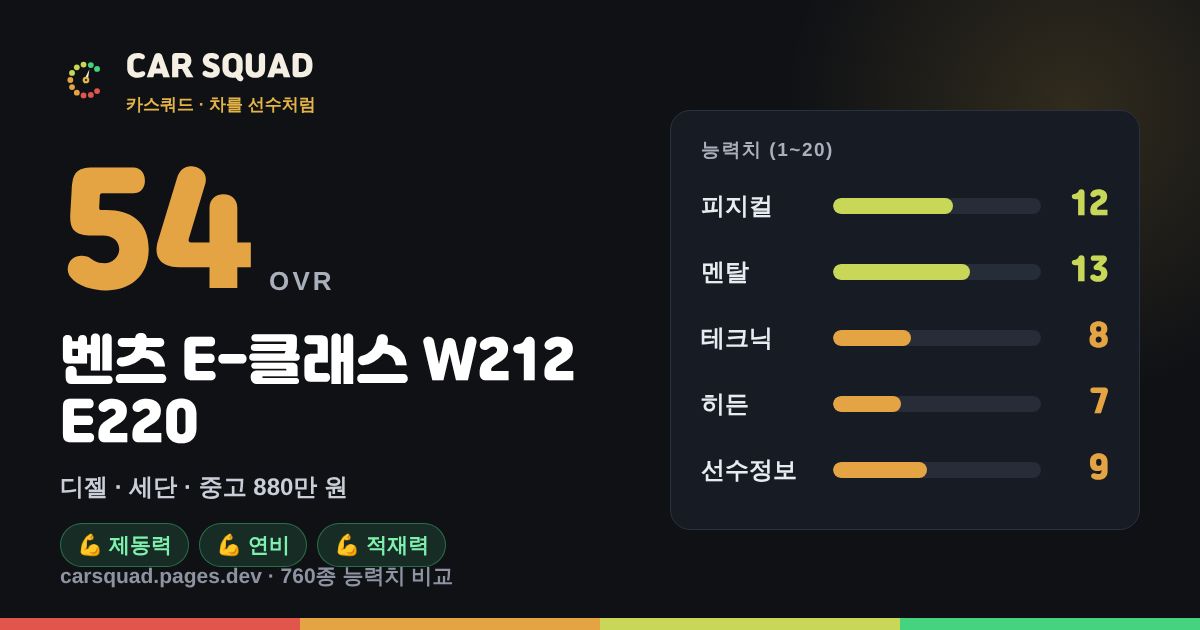 CAR SQUAD
카스쿼드 · 차를 선수처럼
54 OVR
벤츠 E-클래스 W212
E220
디젤 · 세단 · 중고 880만 원
💪 제동력 💪 연비 💪 적재력
carsquad.pages.dev · 760종 능력치 비교
능력치 (1~20)
피지컬 12
멘탈 13
테크닉 8
히든 7
선수정보 9